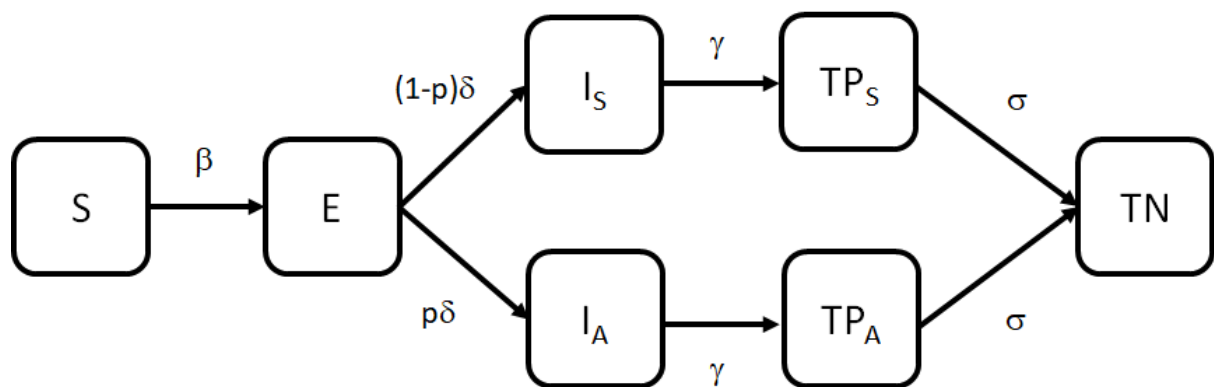 S
β
E
(1-p)δ
pδ
I_S
γ
TP_S
σ
I_A
γ
TP_A
σ
TN